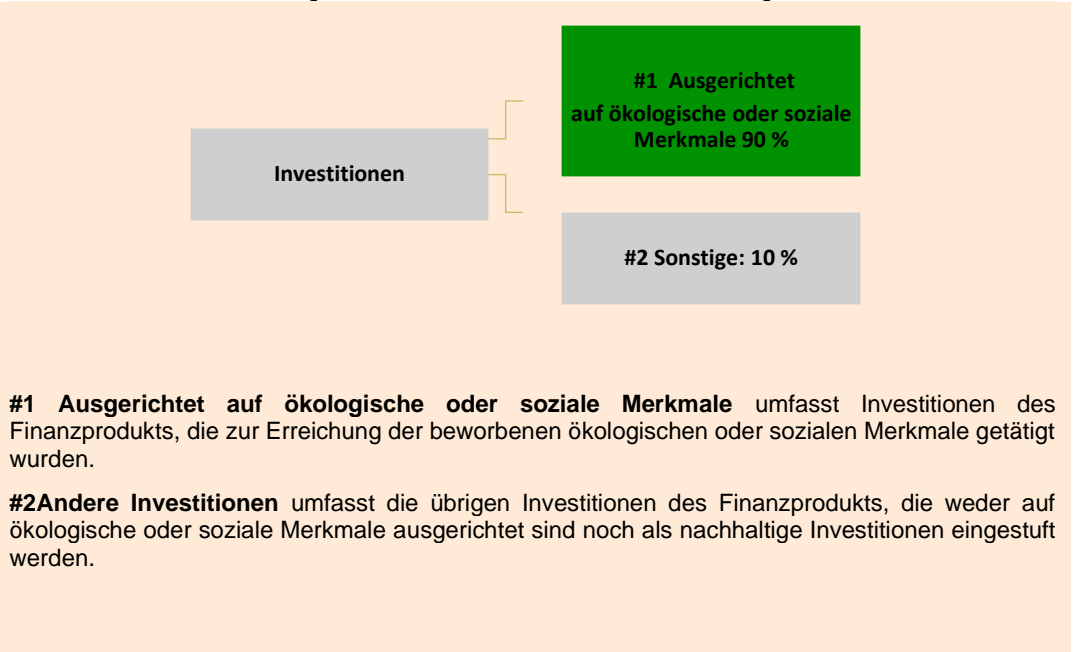 #1 Ausgerichtet
auf ökologische oder soziale
Merkmale 90 %
Investitionen
#2 Sonstige: 10 %
#1 Ausgerichtet auf ökologische oder soziale Merkmale umfasst Investitionen des
Finanzprodukts, die zur Erreichung der beworbenen ökologischen oder sozialen Merkmale getätigt
wurden.
#2Andere Investitionen umfasst die übrigen Investitionen des Finanzprodukts, die weder auf
ökologische oder soziale Merkmale ausgerichtet sind noch als nachhaltige Investitionen eingestuft
werden.